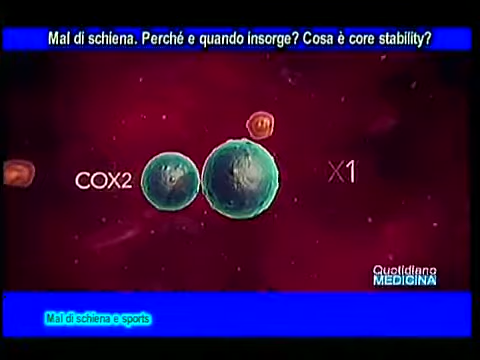 Mal di schiena. Perché e quando insorge? Cosa è core stability?
COX2
X1
Quotidiano
MEDICINA
Mal di schiena e sports